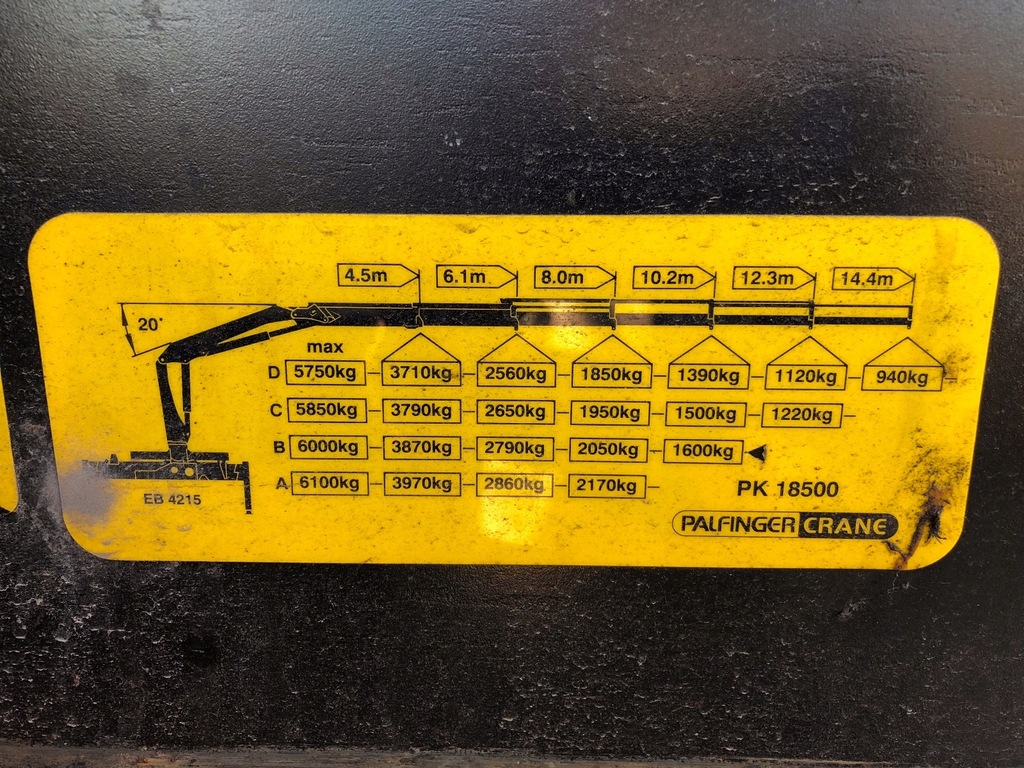 4.5m 6.1m 8.0m 10.2m 12.3m 14.4m
20°
max
D 5750kg 3710kg 2560kg 1850kg 1390kg 1120kg 940kg
C 5850kg 3790kg 2650kg 1950kg 1500kg 1220kg
B 6000kg 3870kg 2790kg 2050kg 1600kg
A 6100kg 3970kg 2860kg 2170kg
EB 4215
PK 18500
PALFINGER CRANE